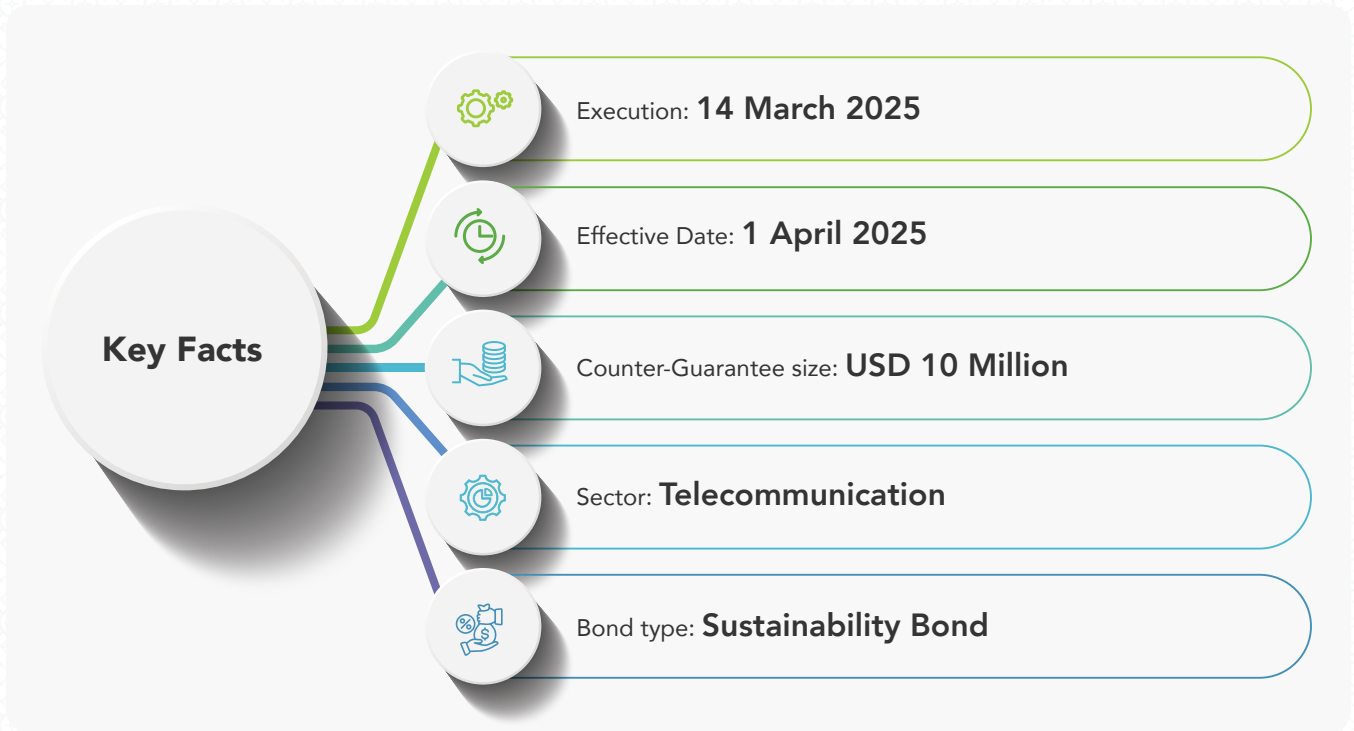 Key Facts
Execution: 14 March 2025
Effective Date: 1 April 2025
Counter-Guarantee size: USD 10 Million
Sector: Telecommunication
Bond type: Sustainability Bond